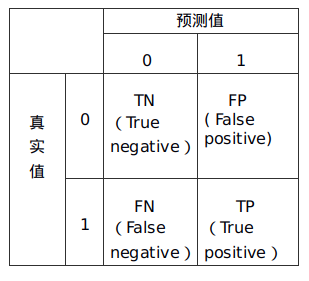 预测值
0 1
0
TN
（True
negative）
FP
( False
positive)
真
实
值
1
FN
（False
negative）
TP
（True
positive）